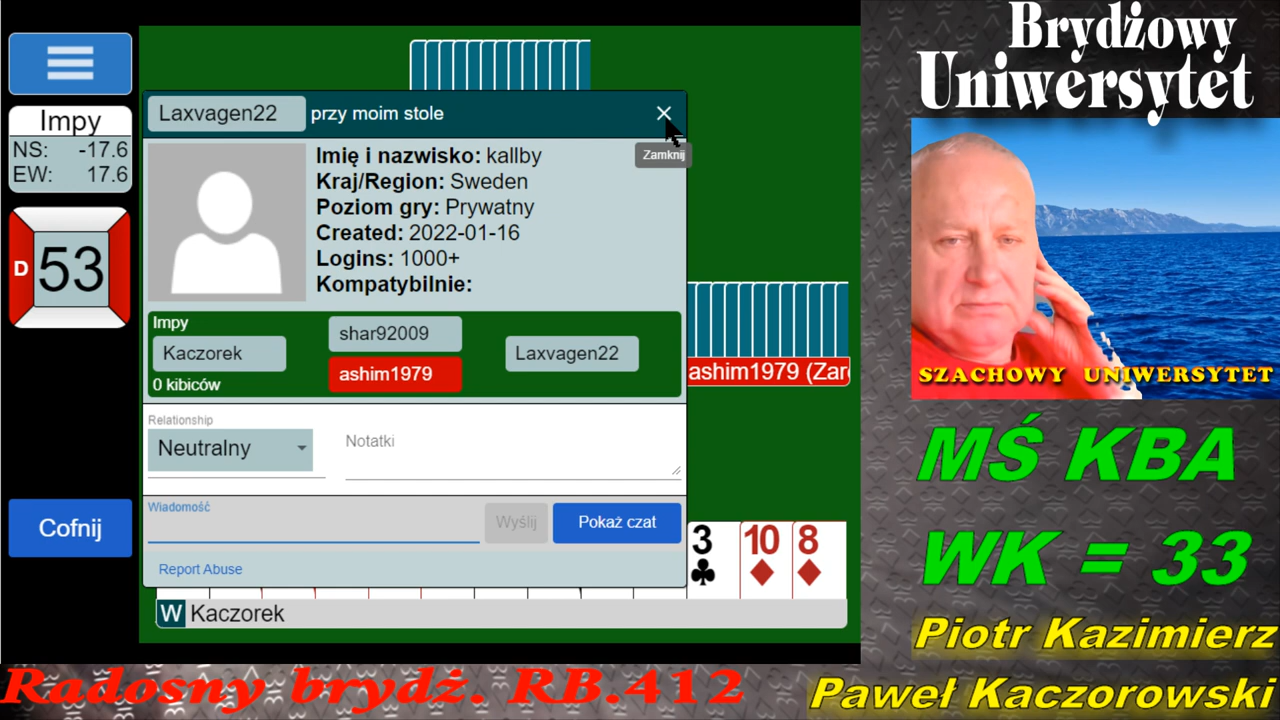 Impy
NS: -17.6
EW: 17.6
D 53
Cofnij
Laxvagen22 przy moim stole
Zamknij
Imię i nazwisko: kallby
Kraj/Region: Sweden
Poziom gry: Prywatny
Created: 2022-01-16
Logins: 1000+
Kompatybilnie:
Impy
shar92009
Kaczorek
Laxvagen22
ashim1979
0 kibiców
ashim1979 (Zar
Relationship
Neutralny
Notatki
Wiadomość
Wyślij
Pokaż czat
Report Abuse
3 10 8
W Kaczorek
Brydżowy
Uniwersytet
SZACHOWY UNIWERSYTET
MŚ KBA
WK = 33
Piotr Kazimierz
Paweł Kaczorowski
Radosny brydż. RB.412